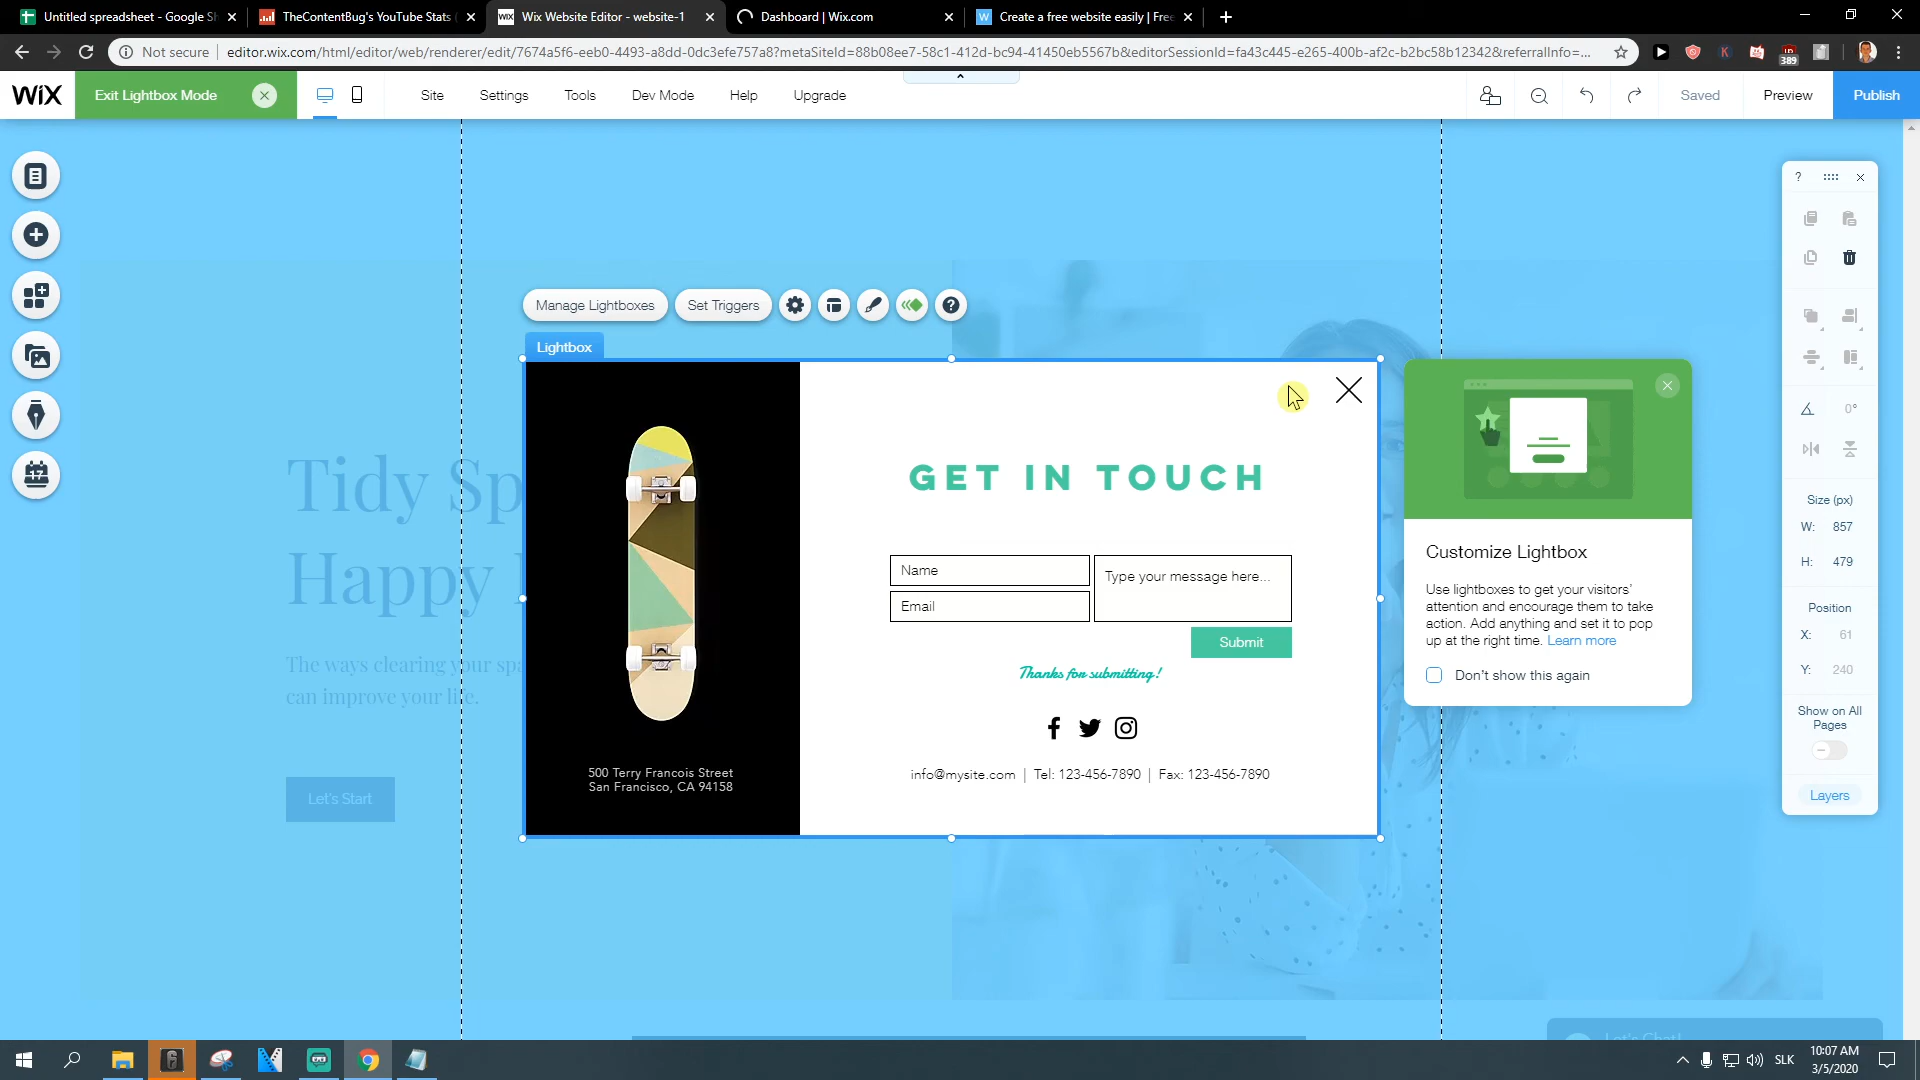 Untitled spreadsheet - Google Sh
TheContentBug's YouTube Stats (
Wix Website Editor - website-1
Dashboard | Wix.com
Create a free website easily | Free
Not secure
editor.wix.com/html/editor/web/renderer/edit/7674a5f6-eeb0-4493-a8dd-0dc3efe757a8?metaSiteId=88b08ee7-58c1-412d-bc94-41450eb5567b&editorSessionId=fa43c445-e265-400b-af2c-b2bc58b12342&referralInfo=...
389
WiX
Exit Lightbox Mode
Site
Settings
Tools
Dev Mode
Help
Upgrade
Saved
Preview
Publish
17
Manage Lightboxes
Set Triggers
Lightbox
Tidy Sp
Happy
The ways clearing your spa
can improve your life.
Let's Start
500 Terry Francois Street
San Francisco, CA 94158
GET IN TOUCH
Name
Email
Type your message here...
Submit
Thanks for submitting!
info@mysite.com | Tel: 123-456-7890 | Fax: 123-456-7890
Customize Lightbox
Use lightboxes to get your visitors'
attention and encourage them to take
action. Add anything and set it to pop
up at the right time. Learn more
Don't show this again
?
0°
Size (px)
W: 857
H: 479
Position
X: 61
Y: 240
Show on All
Pages
Layers
Let's Chat!
SLK
10:07 AM
3/5/2020